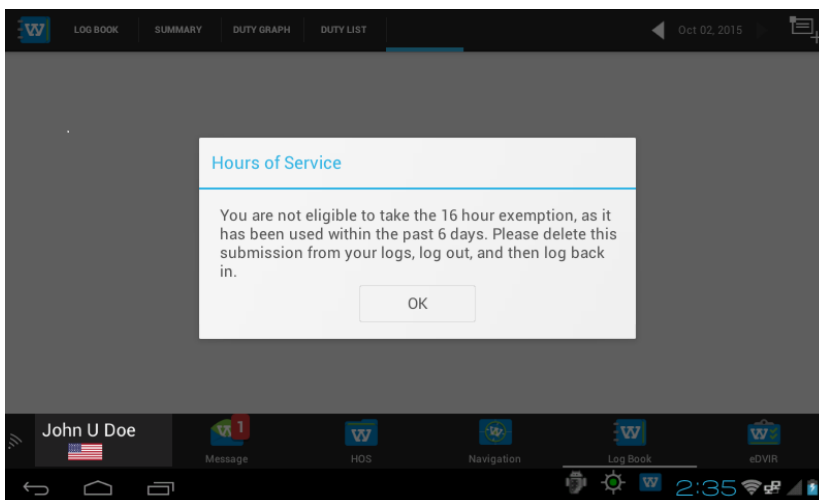 LOG BOOK SUMMARY DUTY GRAPH DUTY LIST Oct 02, 2015
Hours of Service
You are not eligible to take the 16 hour exemption, as it
has been used within the past 6 days. Please delete this
submission from your logs, log out, and then log back
in.
OK
John U Doe
1
Message HOS Navigation Log Book eDVIR
2:35